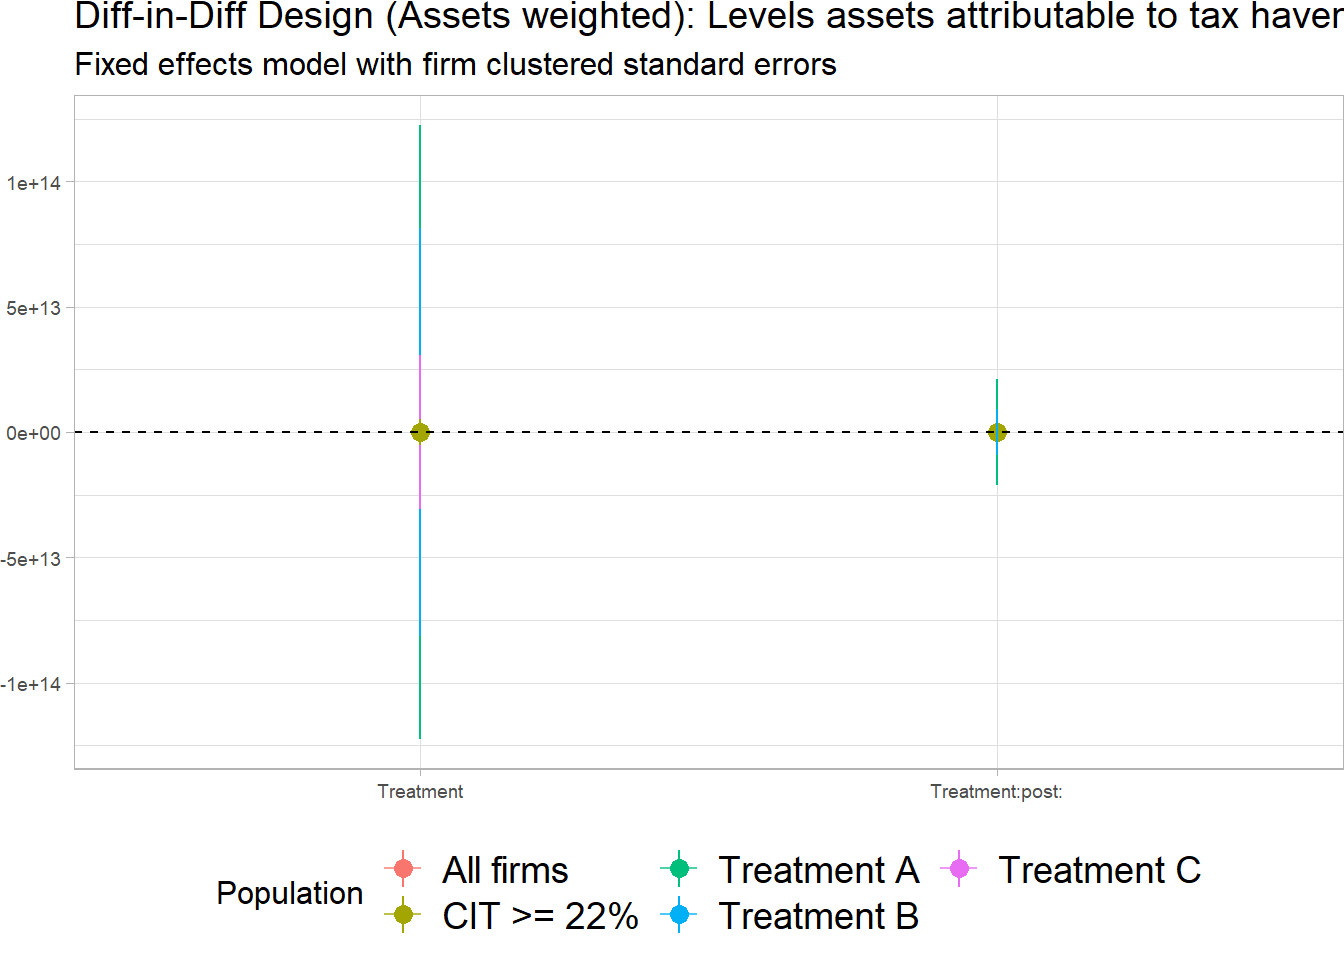 Diff-in-Diff Design (Assets weighted): Levels assets attributable to tax haven
Fixed effects model with firm clustered standard errors
1e+14
5e+13
0e+00
-5e+13
-1e+14
Treatment
Treatment:post:
Population
All firms
Treatment A
Treatment C
CIT >= 22%
Treatment B